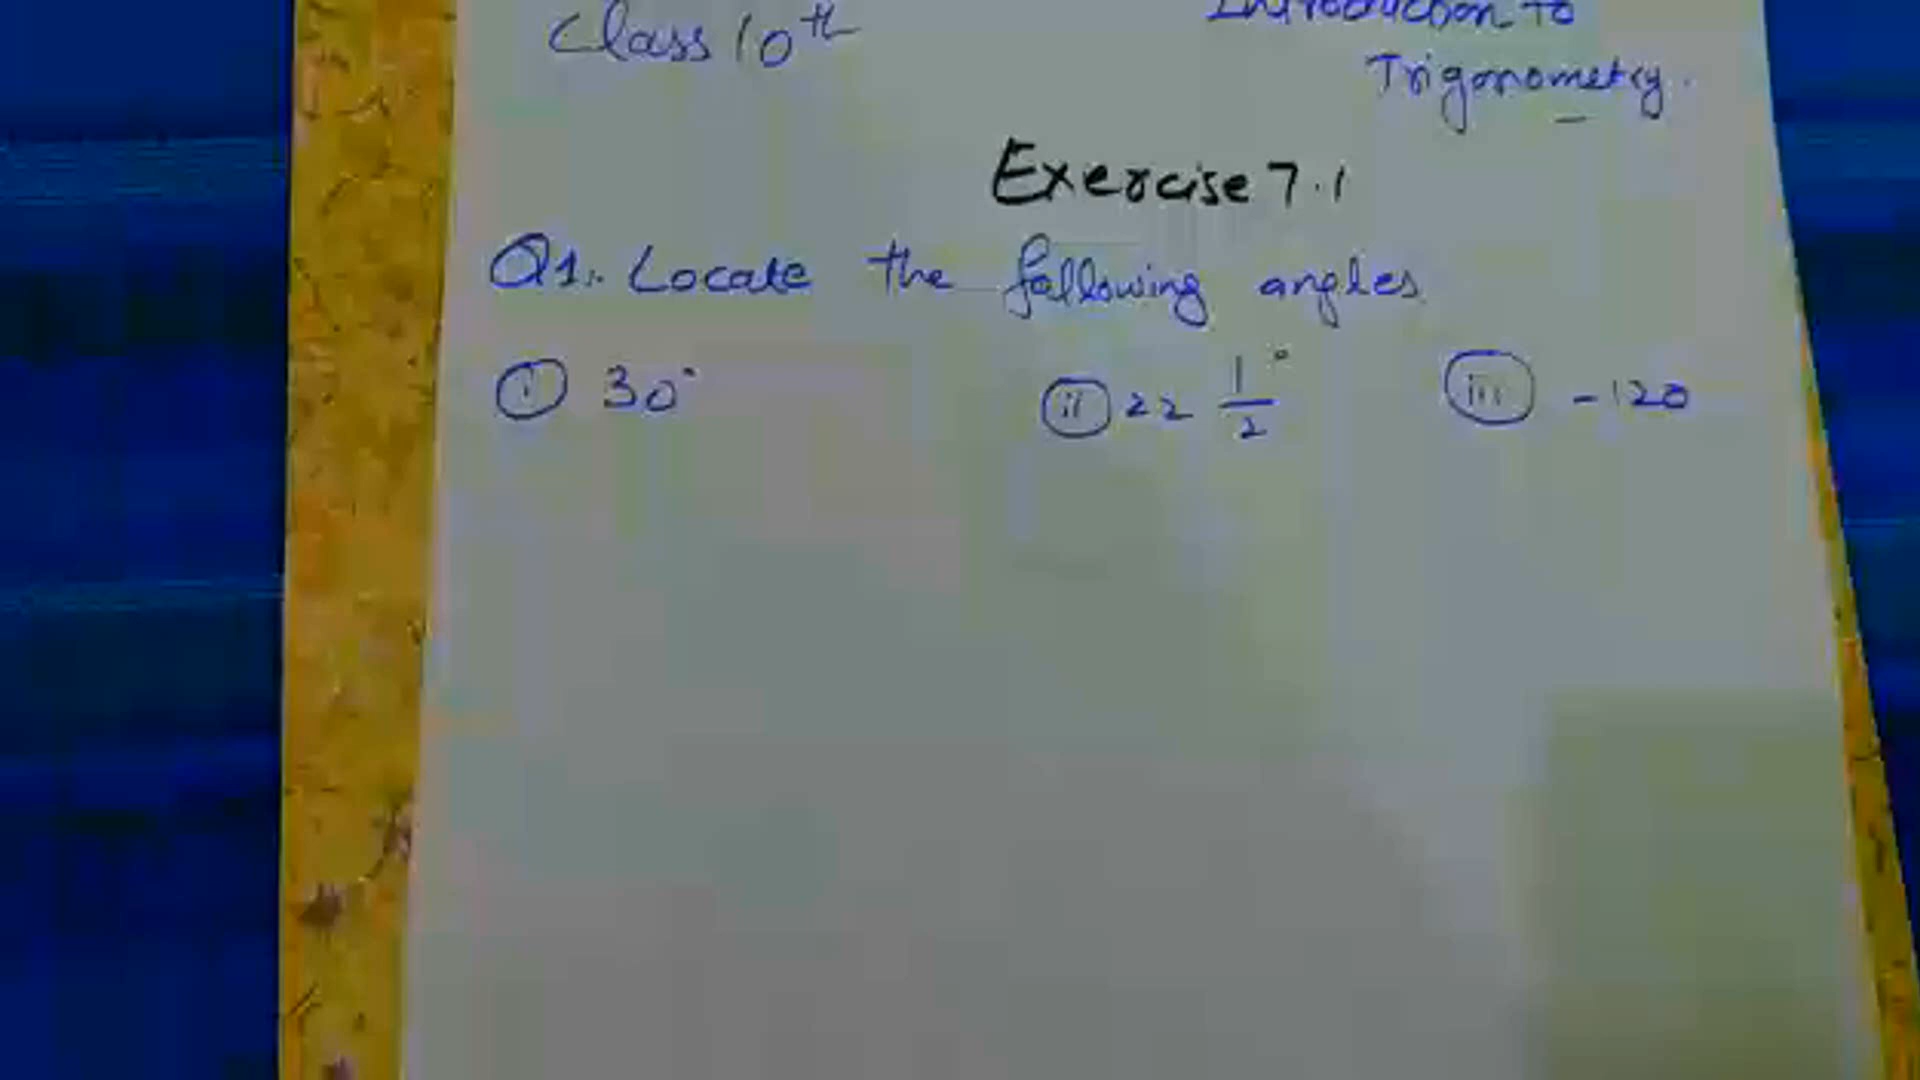 Class 10th
Introduction to
Trigonometry.
Exercise 7.1
Q1. Locate the following angles
(i) 30° (ii) 22 1/2° (iii) -120